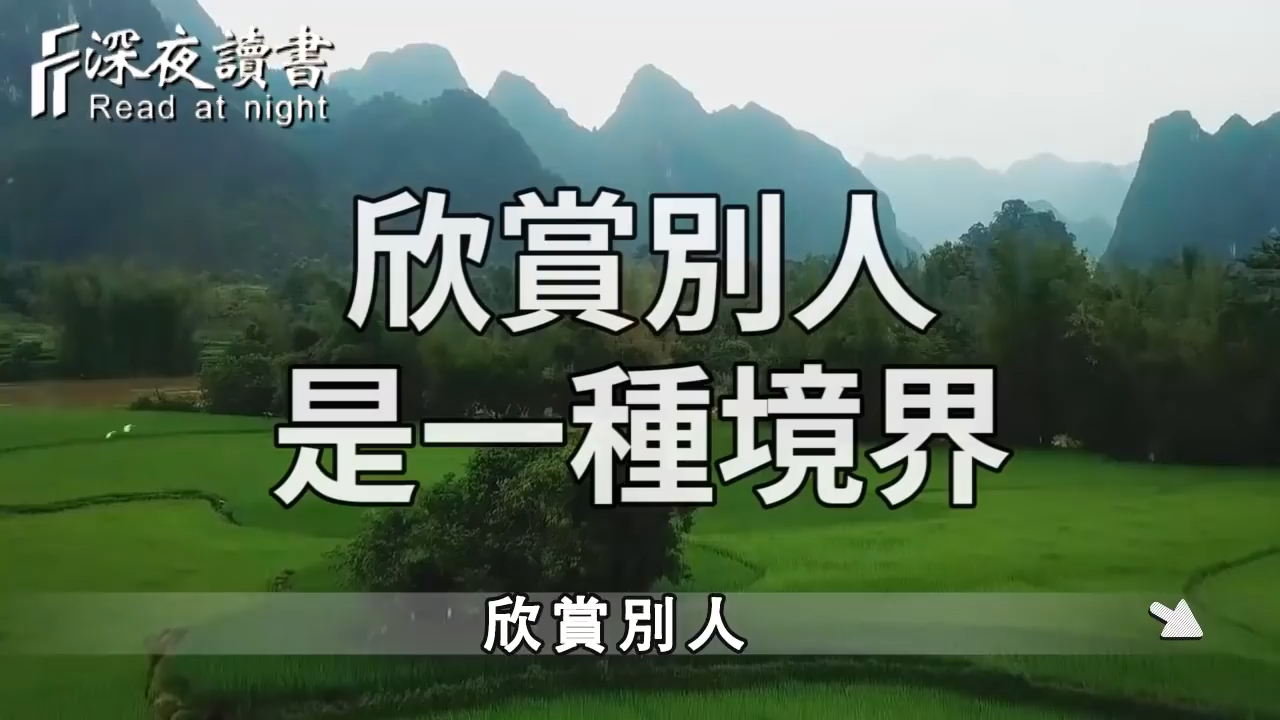 深夜讀書
Read at night
欣賞別人
是一種境界
欣賞別人